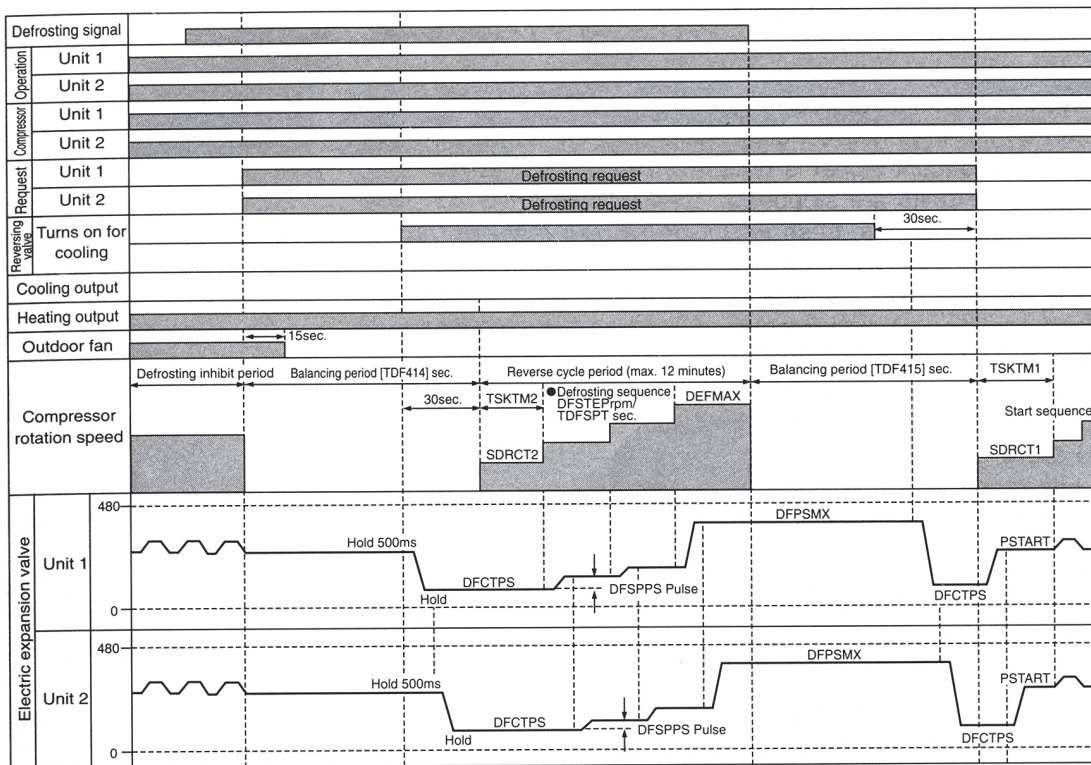 Defrosting signal
Operation
Unit 1
Unit 2
Compressor
Unit 1
Unit 2
Request
Unit 1
Defrosting request
Unit 2
Defrosting request
Reversing valve
Turns on for cooling
30sec.
Cooling output
Heating output
Outdoor fan
15sec.
Compressor rotation speed
Defrosting inhibit period
Balancing period [TDF414] sec.
Reverse cycle period (max. 12 minutes)
Balancing period [TDF415] sec.
TSKTM1
30sec.
TSKTM2
●Defrosting sequence
DFSTEPrpm/
TDFSPT sec.
DEFMAX
Start sequence
SDRCT2
SDRCT1
Electric expansion valve
Unit 1
480
0
Hold 500ms
DFCTPS
Hold
DFSPPS Pulse
DFPSMX
DFCTPS
PSTART
Unit 2
480
0
Hold 500ms
DFCTPS
Hold
DFSPPS Pulse
DFPSMX
DFCTPS
PSTART